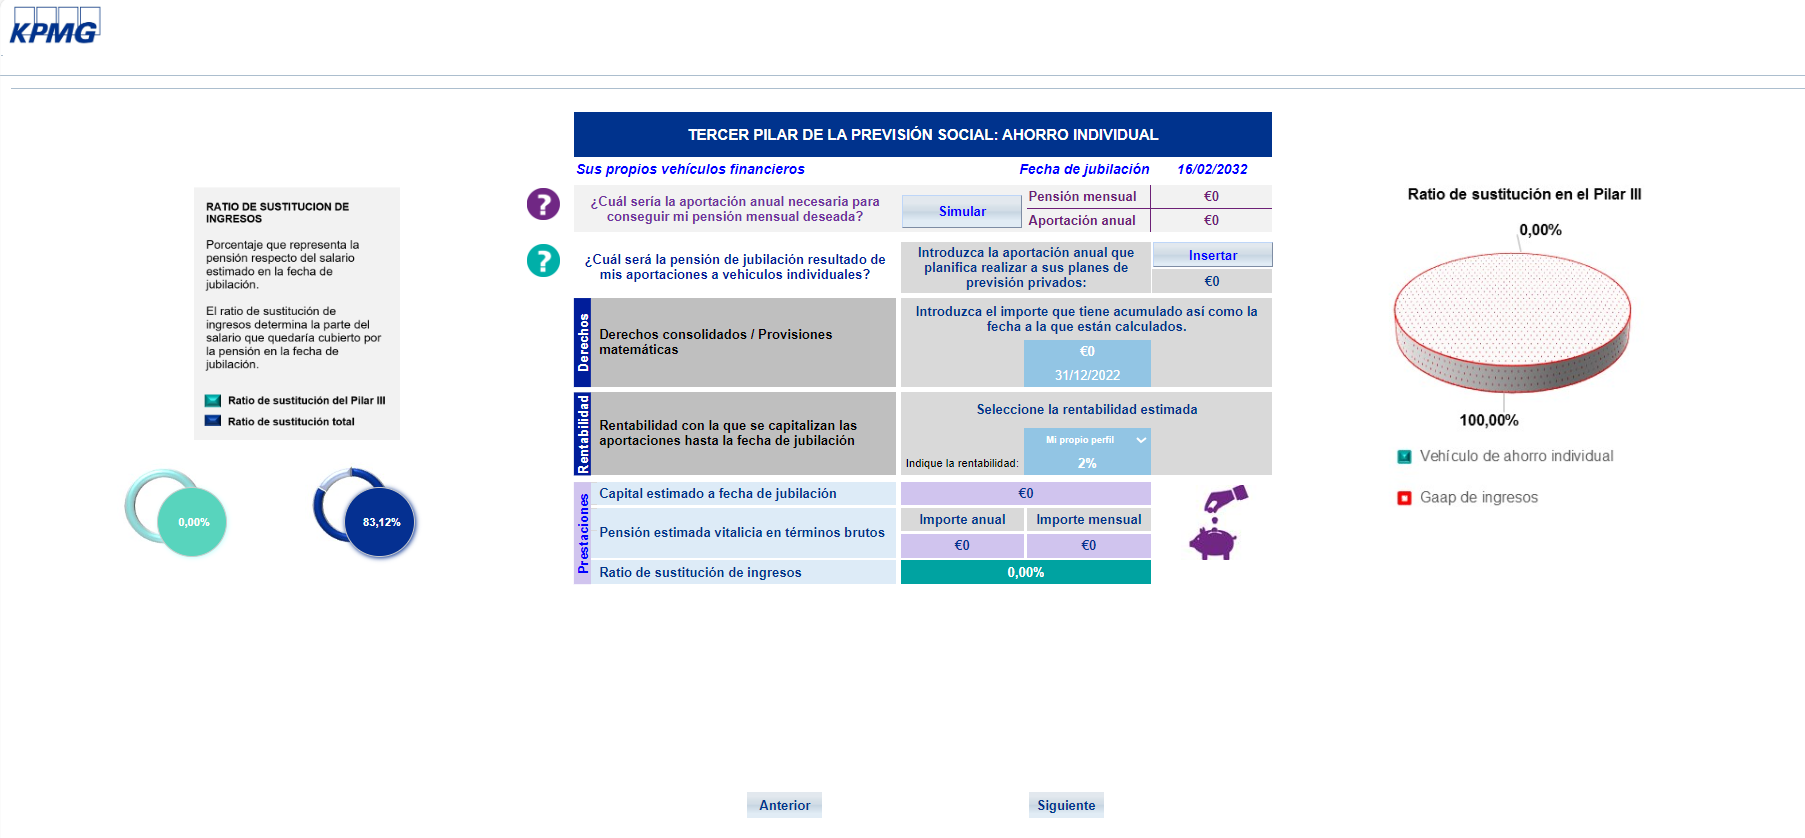 KPMG
TERCER PILAR DE LA PREVISIÓN SOCIAL: AHORRO INDIVIDUAL
Sus propios vehículos financieros
Fecha de jubilación
16/02/2032
?
¿Cuál sería la aportación anual necesaria para
conseguir mi pensión mensual deseada?
Simular
Pensión mensual
€0
Aportación anual
€0
?
¿Cuál será la pensión de jubilación resultado de
mis aportaciones a vehiculos individuales?
Introduzca la aportación anual que
planifica realizar a sus planes de
previsión privados:
Insertar
€0
Derechos
Derechos consolidados / Provisiones
matemáticas
Introduzca el importe que tiene acumulado así como la
fecha a la que están calculados.
€0
31/12/2022
Rentabilidad
Rentabilidad con la que se capitalizan las
aportaciones hasta la fecha de jubilación
Seleccione la rentabilidad estimada
Mi propio perfil
Indique la rentabilidad:
2%
Prestaciones
Capital estimado a fecha de jubilación
€0
Pensión estimada vitalicia en términos brutos
Importe anual
Importe mensual
€0
€0
Ratio de sustitución de ingresos
0,00%
RATIO DE SUSTITUCION DE
INGRESOS
Porcentaje que representa la
pensión respecto del salario
estimado en la fecha de
jubilación.
El ratio de sustitución de
ingresos determina la parte del
salario que quedaría cubierto por
la pensión en la fecha de
jubilación.
Ratio de sustitución del Pilar III
Ratio de sustitución total
0,00%
83,12%
Ratio de sustitución en el Pilar III
0,00%
100,00%
Vehículo de ahorro individual
Gaap de ingresos
Anterior
Siguiente